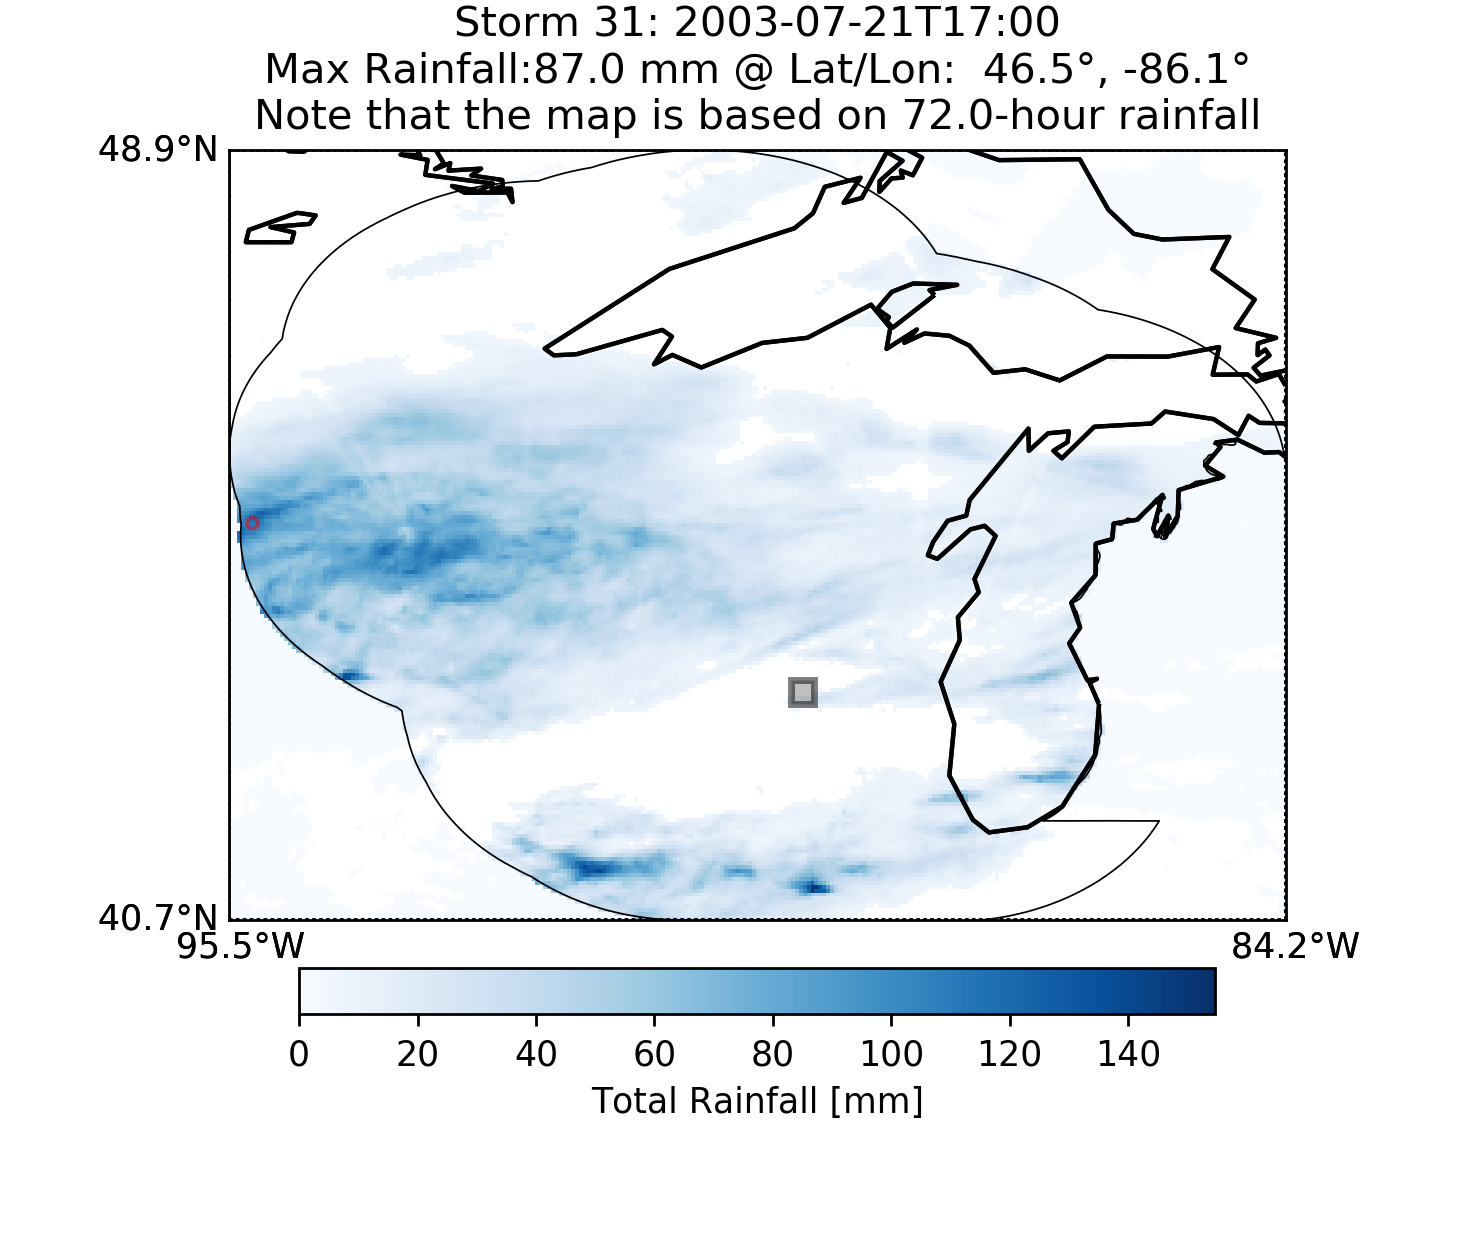 Storm 31: 2003-07-21T17:00
Max Rainfall:87.0 mm @ Lat/Lon:  46.5°, -86.1°
Note that the map is based on 72.0-hour rainfall
48.9°N
40.7°N
95.5°W 84.2°W
0 20 40 60 80 100 120 140
Total Rainfall [mm]